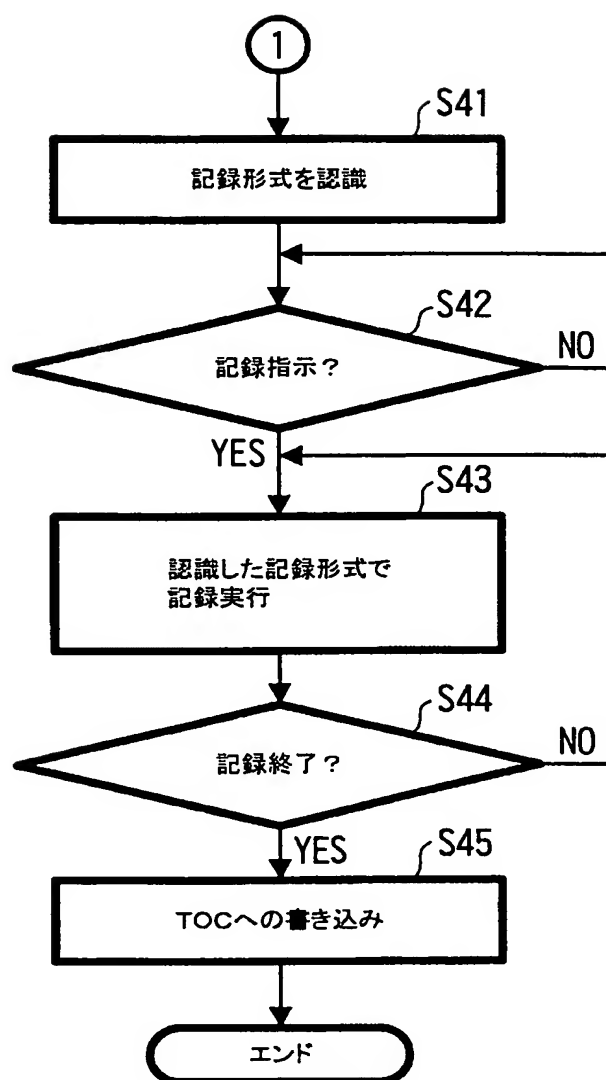 1
S41
記録形式を認識
S42
記録指示?
NO
YES
S43
認識した記録形式で
記録実行
S44
記録終了?
NO
YES
S45
TOCへの書き込み
エンド